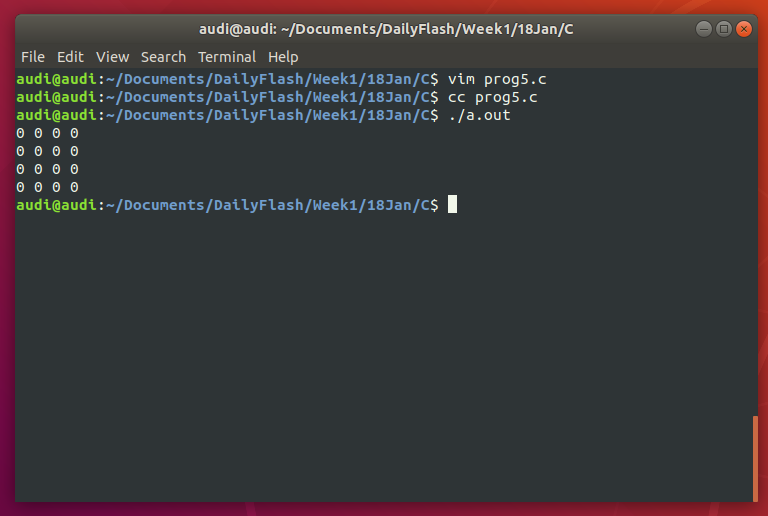 audi@audi: ~/Documents/DailyFlash/Week1/18Jan/C
File Edit View Search Terminal Help
audi@audi:~/Documents/DailyFlash/Week1/18Jan/C$ vim prog5.c
audi@audi:~/Documents/DailyFlash/Week1/18Jan/C$ cc prog5.c
audi@audi:~/Documents/DailyFlash/Week1/18Jan/C$ ./a.out
0 0 0 0
0 0 0 0
0 0 0 0
0 0 0 0
audi@audi:~/Documents/DailyFlash/Week1/18Jan/C$